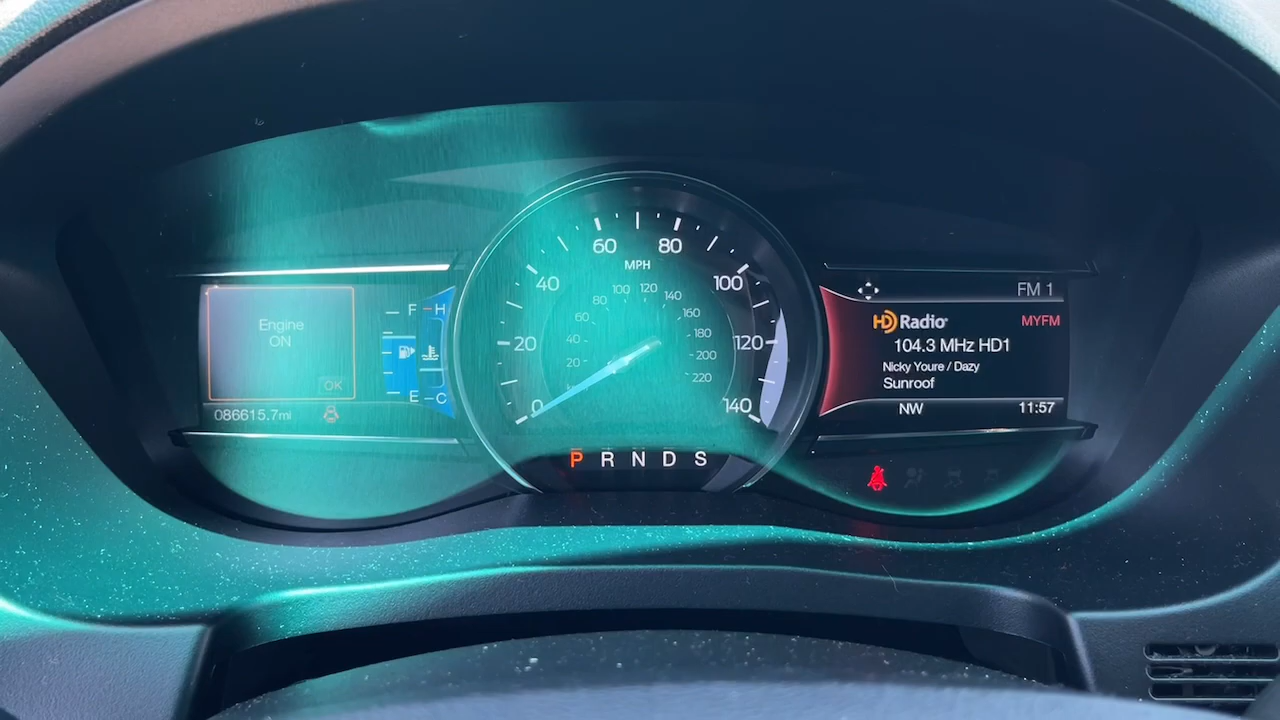 Engine
ON
OK
086615.7mi
F
E
H
C
0
20
40
60
80
100
120
140
MPH
20
40
60
80
100
120
140
160
180
200
220
P R N D S
FM 1
HD Radio
MYFM
104.3 MHz HD1
Nicky Youre / Dazy
Sunroof
NW
11:57